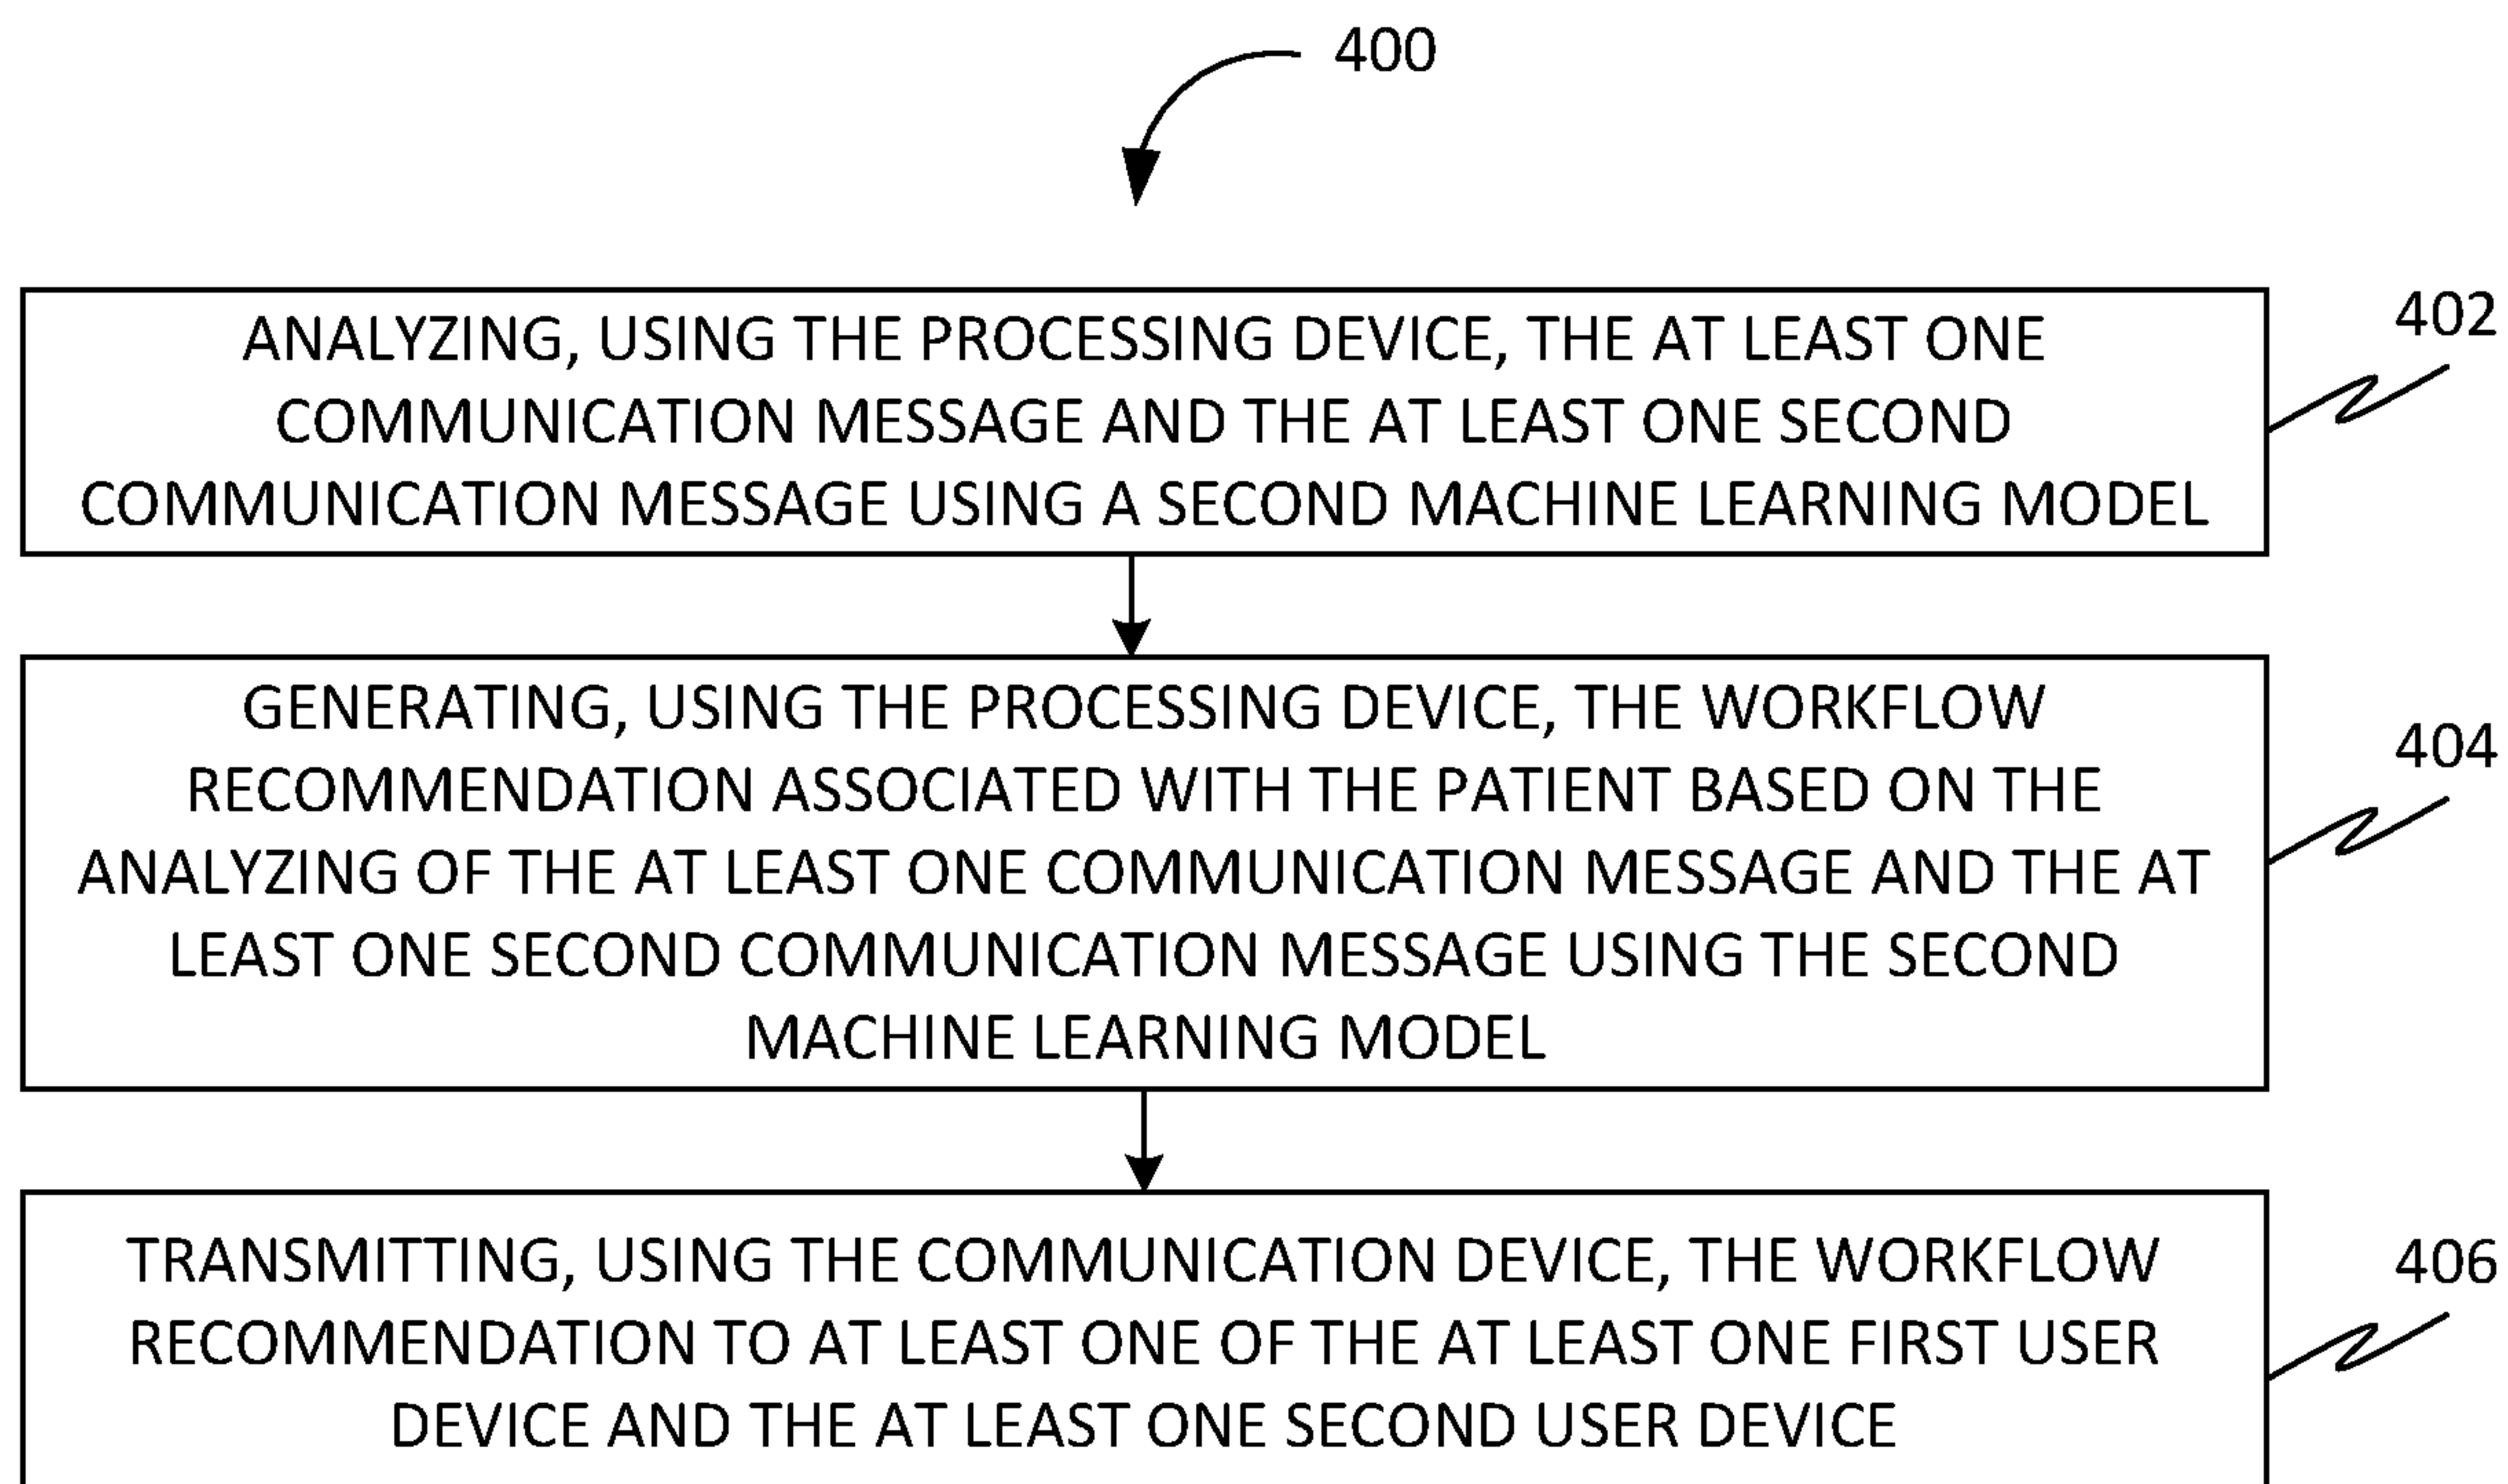 400
ANALYZING, USING THE PROCESSING DEVICE, THE AT LEAST ONE
COMMUNICATION MESSAGE AND THE AT LEAST ONE SECOND
COMMUNICATION MESSAGE USING A SECOND MACHINE LEARNING MODEL
402
GENERATING, USING THE PROCESSING DEVICE, THE WORKFLOW
RECOMMENDATION ASSOCIATED WITH THE PATIENT BASED ON THE
ANALYZING OF THE AT LEAST ONE COMMUNICATION MESSAGE AND THE AT
LEAST ONE SECOND COMMUNICATION MESSAGE USING THE SECOND
MACHINE LEARNING MODEL
404
TRANSMITTING, USING THE COMMUNICATION DEVICE, THE WORKFLOW
RECOMMENDATION TO AT LEAST ONE OF THE AT LEAST ONE FIRST USER
DEVICE AND THE AT LEAST ONE SECOND USER DEVICE
406